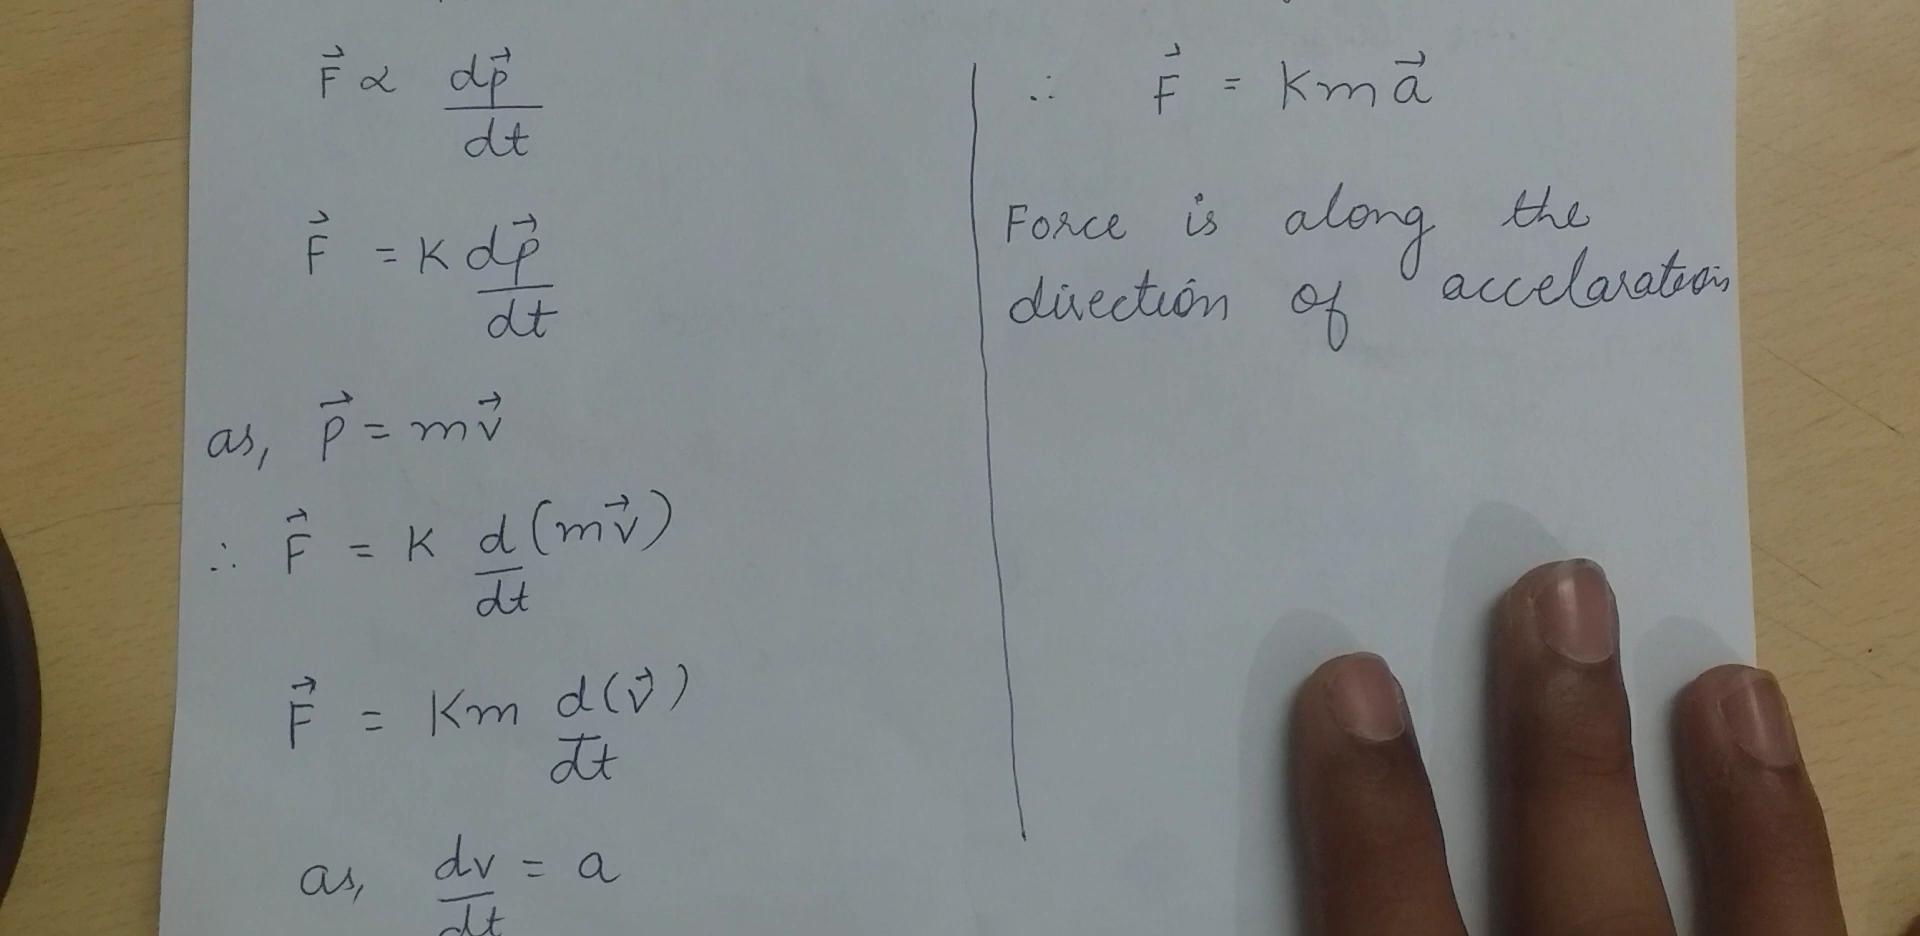 F⃗ ∝ dp⃗/dt
F⃗ = K dp⃗/dt
as, p⃗ = mv⃗
∴ F⃗ = K d/dt (mv⃗)
F⃗ = Km d(v⃗)/dt
as, dv/dt = a
∴ F⃗ = Kma⃗
Force is along the
direction of accelaration